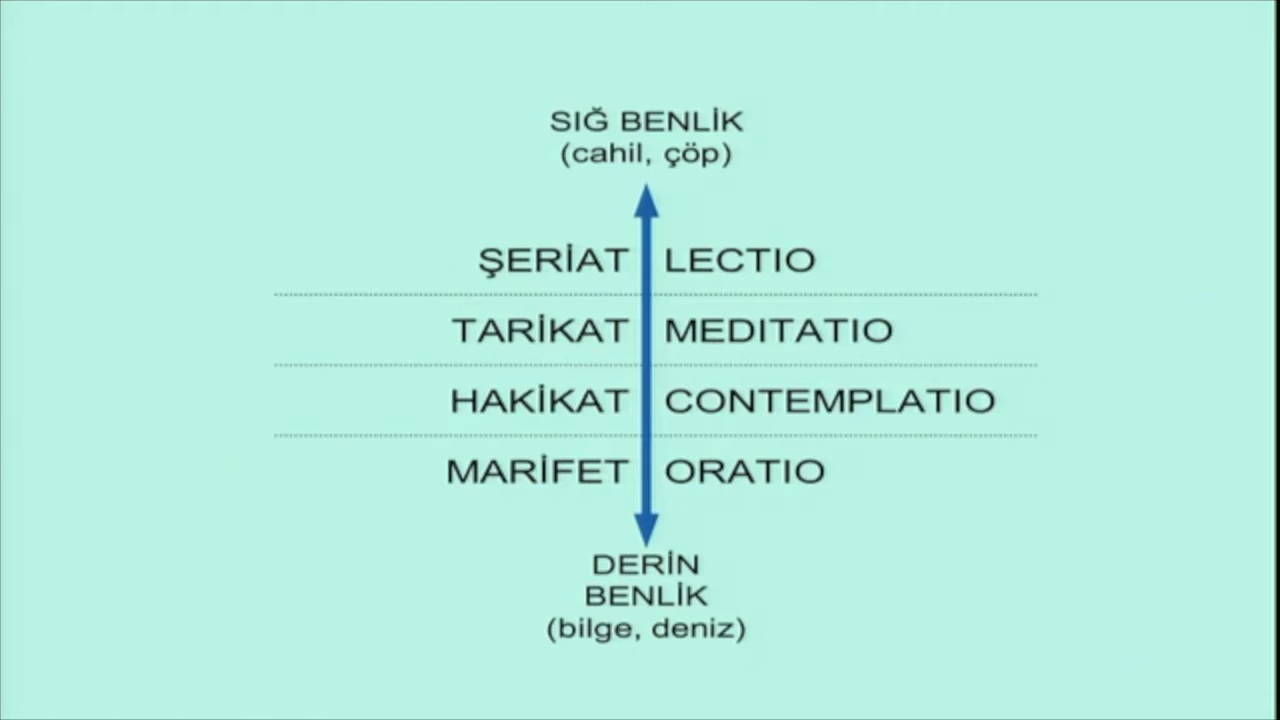 SIĞ BENLİK
(cahil, çöp)
ŞERİAT LECTIO
TARİKAT MEDITATIO
HAKİKAT CONTEMPLATIO
MARİFET ORATIO
DERİN
BENLİK
(bilge, deniz)